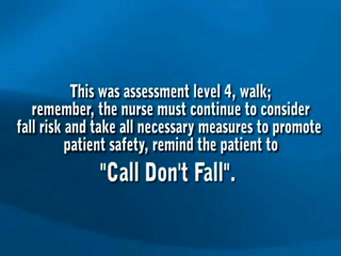 This was assessment level 4, walk;
remember, the nurse must continue to consider
fall risk and take all necessary measures to promote
patient safety, remind the patient to
"Call Don't Fall".